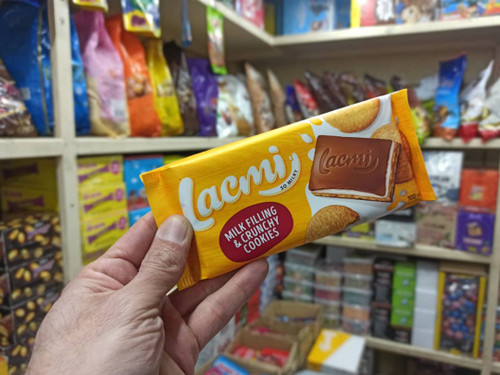 Lacmi
SO MILKY
MILK FILLING
& CRUNCHY
COOKIES
Lacmi